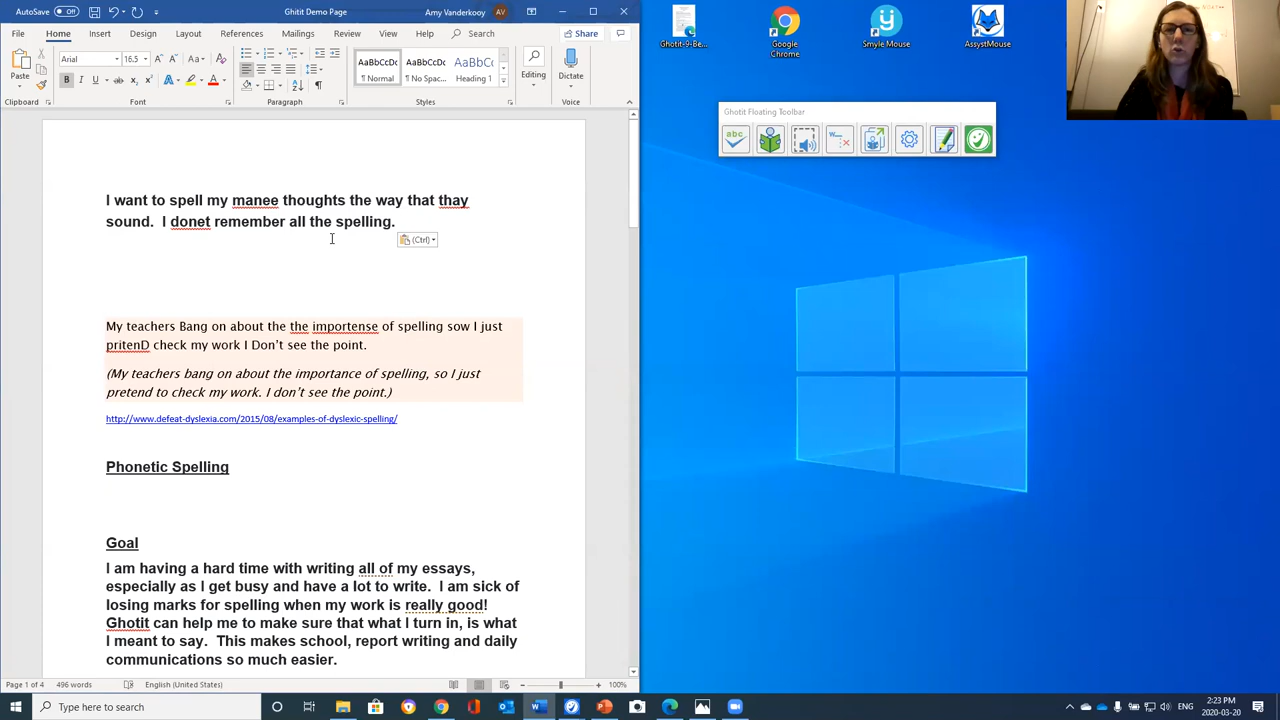 AutoSave Off Ghotit Demo Page Amy Vanderkooy AV
File Home Insert Design Layout References Mailings Review View Help Share
Paste Arial 16.5 A A Aa AaBbCcDc AaBbCcDc AaBbCc Editing Dictate
B I U ab x₂ x² A A ¶ Normal ¶ No Spac... Heading 1
Clipboard Font Paragraph Styles Voice
I want to spell my manee thoughts the way that thay
sound. I donet remember all the spelling.
(Ctrl)
My teachers Bang on about the the importense of spelling sow I just
pritenD check my work I Don't see the point.
(My teachers bang on about the importance of spelling, so I just
pretend to check my work. I don't see the point.)
http://www.defeat-dyslexia.com/2015/08/examples-of-dyslexic-spelling/
Phonetic Spelling
Goal
I am having a hard time with writing all of my essays,
especially as I get busy and have a lot to write. I am sick of
losing marks for spelling when my work is really good!
Ghotit can help me to make sure that what I turn in, is what
I meant to say. This makes school, report writing and daily
communications so much easier.
Page 1 of 4 496 words English (United States) 100%
Ghotit-9-Be... Google Chrome Smyle Mouse AssystMouse
Ghotit Floating Toolbar
abc
Type here to search
2:23 PM
2020-03-20